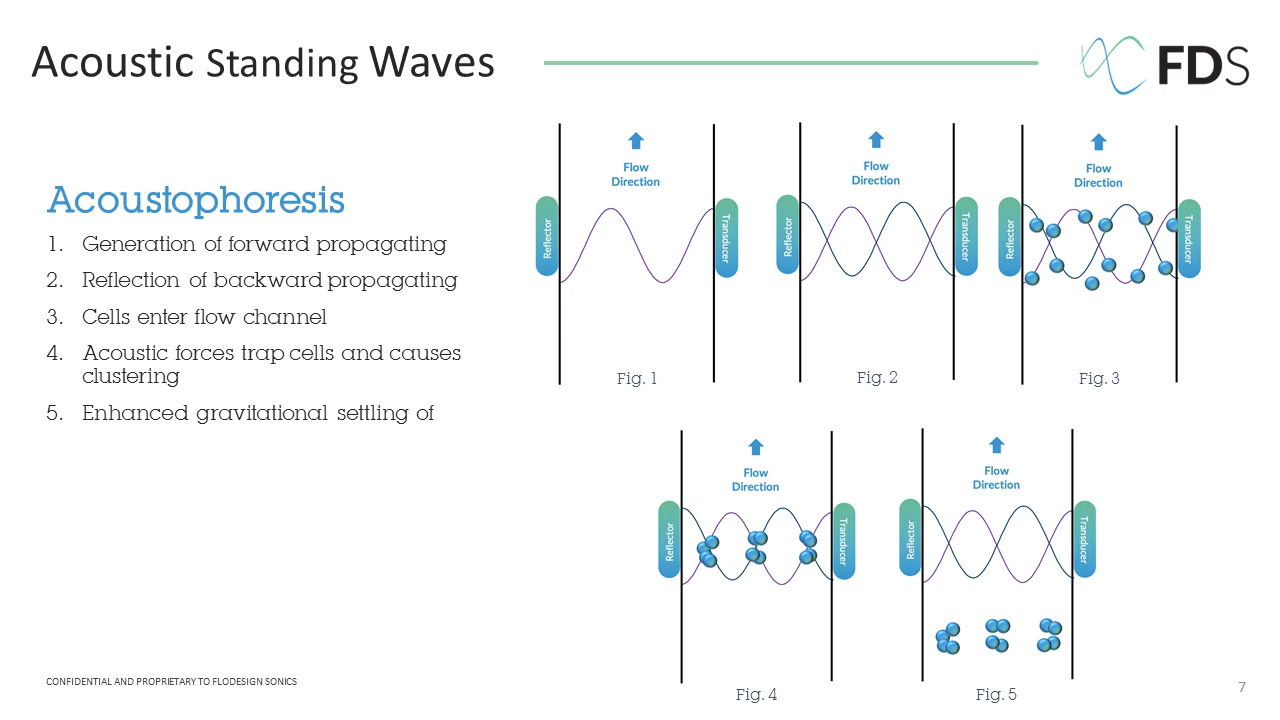 Acoustic Standing Waves
FDS
Acoustophoresis
1. Generation of forward propagating
2. Reflection of backward propagating
3. Cells enter flow channel
4. Acoustic forces trap cells and causes
clustering
5. Enhanced gravitational settling of
Flow
Direction
Reflector
Transducer
Fig. 1
Flow
Direction
Reflector
Transducer
Fig. 2
Flow
Direction
Reflector
Transducer
Fig. 3
Flow
Direction
Reflector
Transducer
Fig. 4
Flow
Direction
Reflector
Transducer
Fig. 5
CONFIDENTIAL AND PROPRIETARY TO FLODESIGN SONICS
7